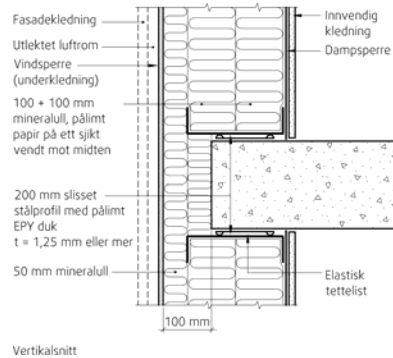 Fasadekledning
Utlektet luftrom
Vindsperre
(underkledning)
100 + 100 mm
mineralull, pålimt
papir på ett sjikt
vendt mot midten
200 mm slisset
stålprofil med pålimt
EPY duk
t = 1,25 mm eller mer
50 mm mineralull
100 mm
Innvendig
kledning
Dampsperre
Elastisk
tettelist
Vertikalsnitt